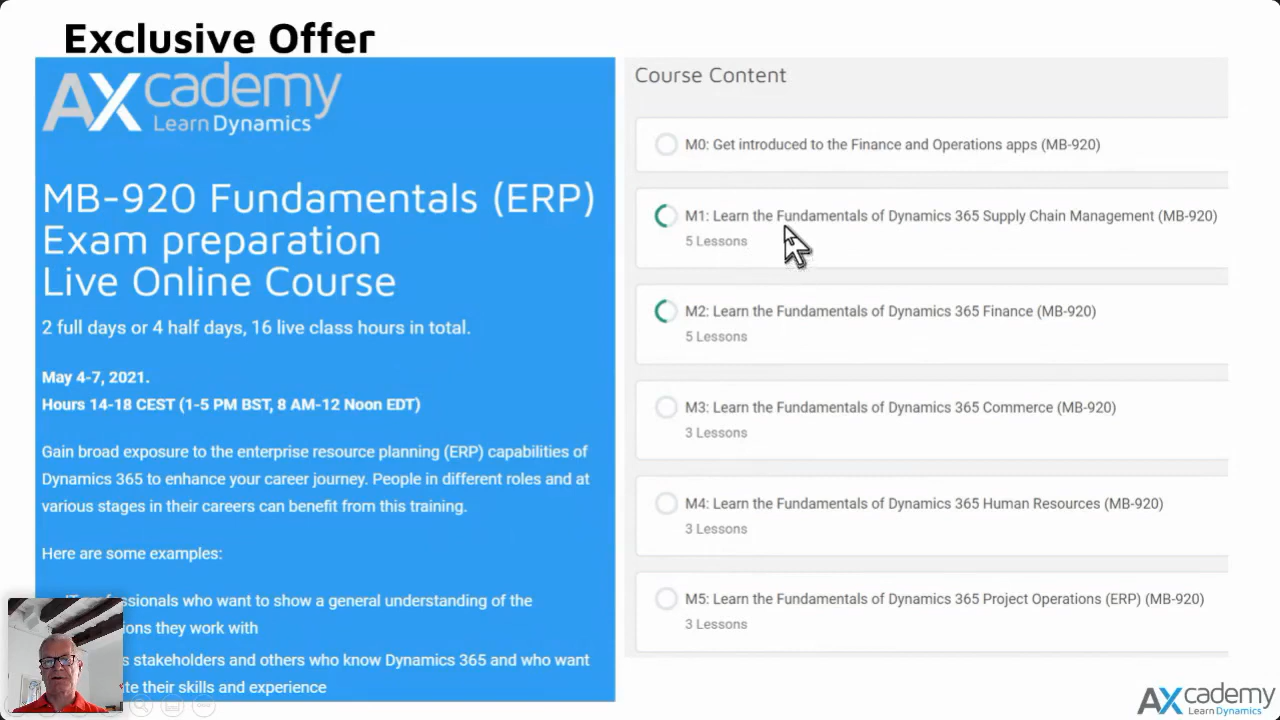 Exclusive Offer
AXcademy
Learn Dynamics
MB-920 Fundamentals (ERP)
Exam preparation
Live Online Course
2 full days or 4 half days, 16 live class hours in total.
May 4-7, 2021.
Hours 14-18 CEST (1-5 PM BST, 8 AM-12 Noon EDT)
Gain broad exposure to the enterprise resource planning (ERP) capabilities of
Dynamics 365 to enhance your career journey. People in different roles and at
various stages in their careers can benefit from this training.
Here are some examples:
who want to show a general understanding of the
they work with
stakeholders and others who know Dynamics 365 and who want
their skills and experience
Course Content
M0: Get introduced to the Finance and Operations apps (MB-920)
M1: Learn the Fundamentals of Dynamics 365 Supply Chain Management (MB-920)
5 Lessons
M2: Learn the Fundamentals of Dynamics 365 Finance (MB-920)
5 Lessons
M3: Learn the Fundamentals of Dynamics 365 Commerce (MB-920)
3 Lessons
M4: Learn the Fundamentals of Dynamics 365 Human Resources (MB-920)
3 Lessons
M5: Learn the Fundamentals of Dynamics 365 Project Operations (ERP) (MB-920)
3 Lessons
AXcademy
Learn Dynamics